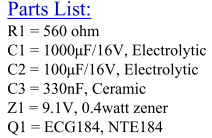 Parts List:
R1 = 560 ohm
C1 = 1000µF/16V, Electrolytic
C2 = 100µF/16V, Electrolytic
C3 = 330nF, Ceramic
Z1 = 9.1V, 0.4watt zener
Q1 = ECG184, NTE184